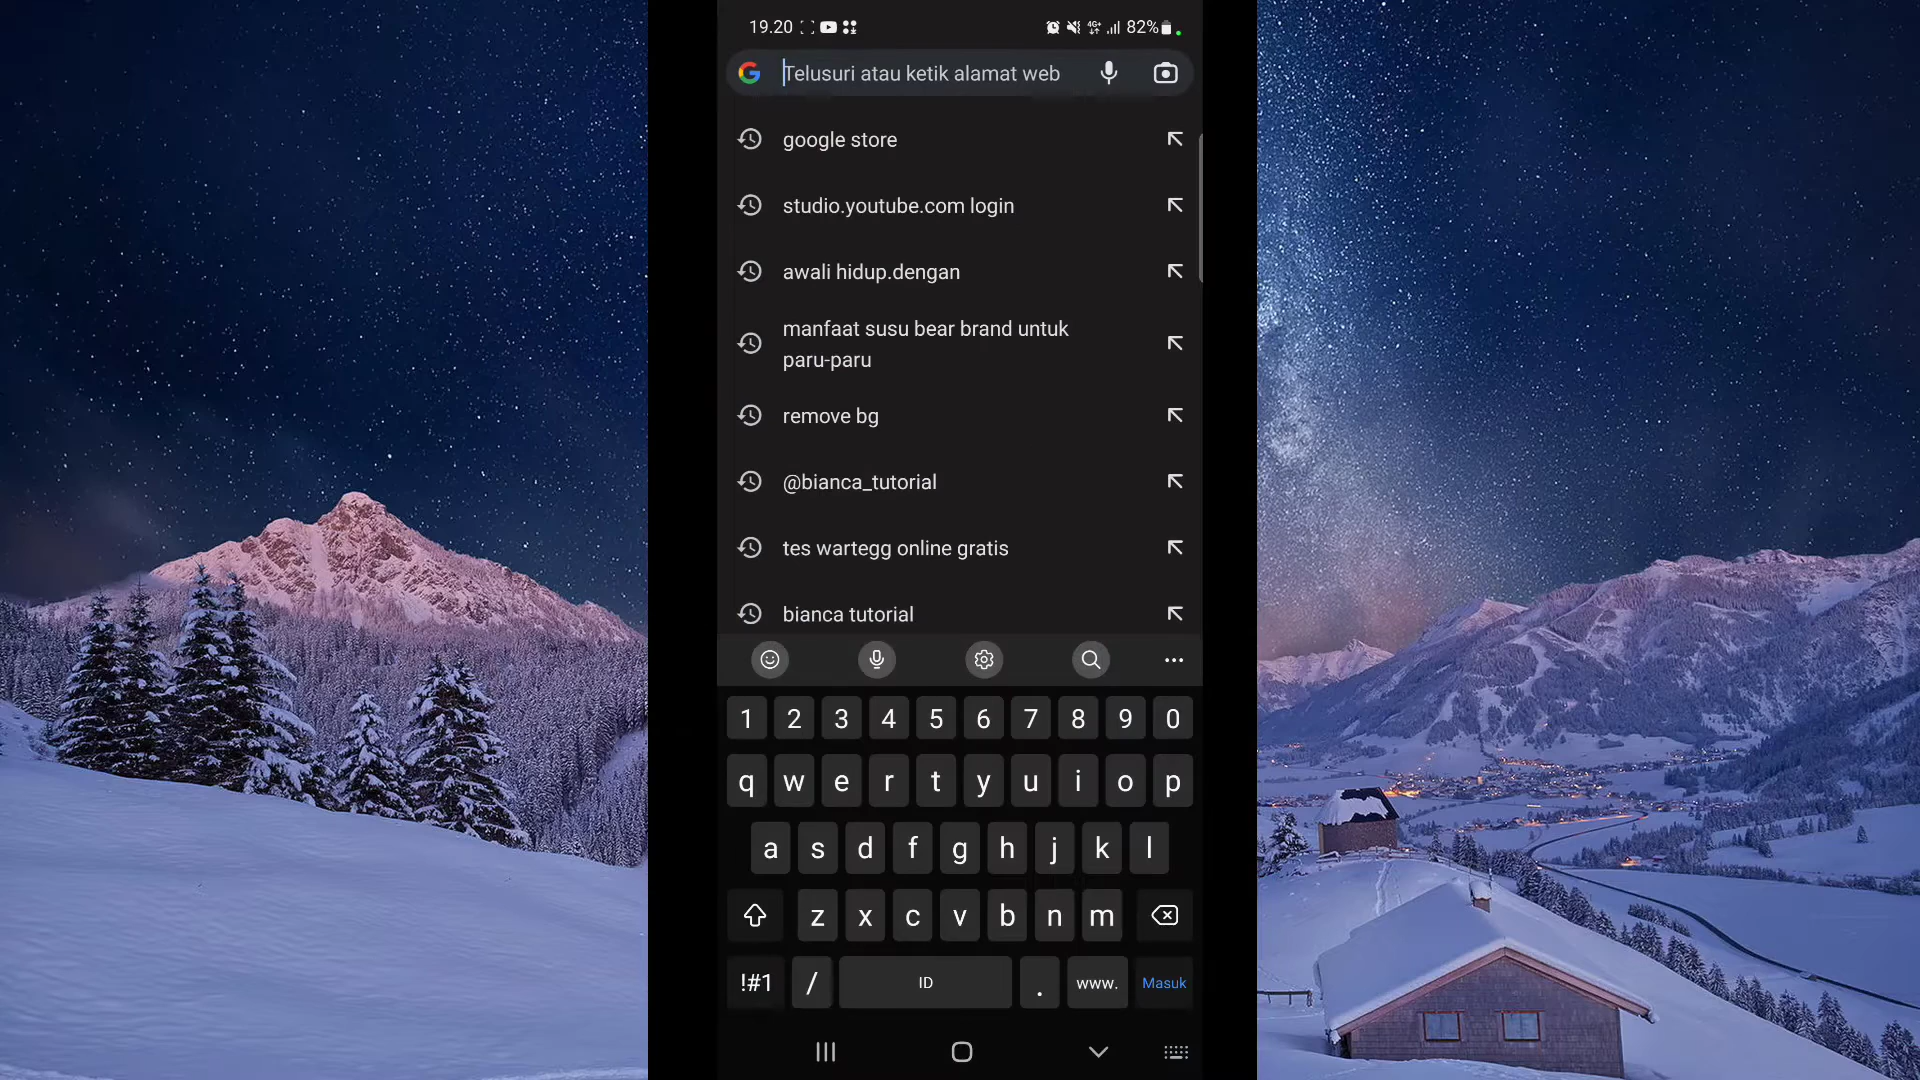 19.20
4G+ 82%
Telusuri atau ketik alamat web
google store
studio.youtube.com login
awali hidup.dengan
manfaat susu bear brand untuk
paru-paru
remove bg
@bianca_tutorial
tes wartegg online gratis
bianca tutorial
1 2 3 4 5 6 7 8 9 0
q w e r t y u i o p
a s d f g h j k l
z x c v b n m
!#1 / ID . www. Masuk